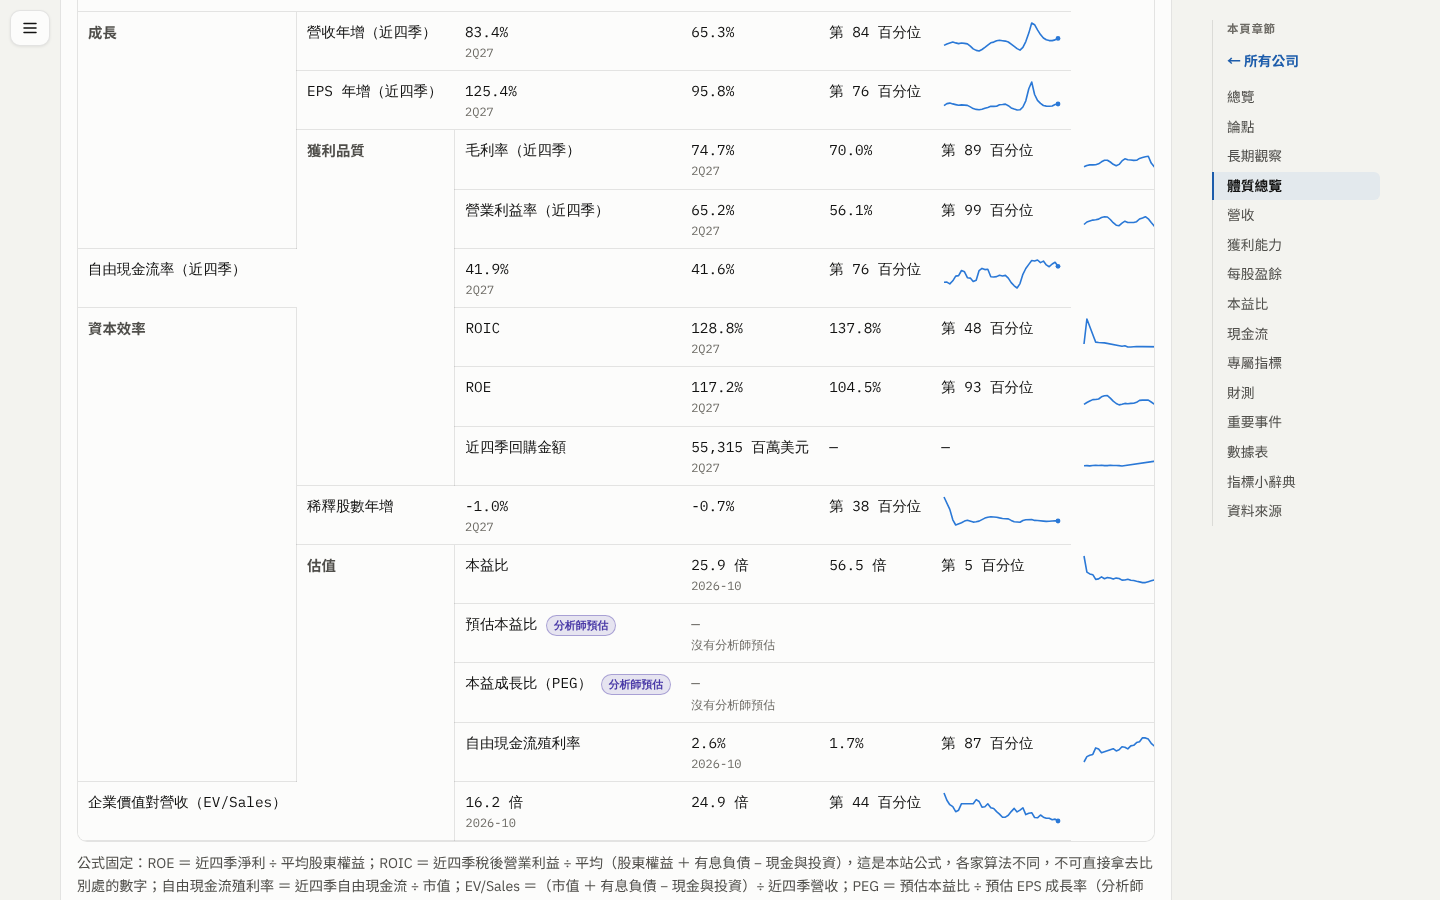 成長 營收年增（近四季） 83.4% 65.3% 第 84 百分位
2Q27
EPS 年增（近四季） 125.4% 95.8% 第 76 百分位
2Q27
獲利品質 毛利率（近四季） 74.7% 70.0% 第 89 百分位
2Q27
營業利益率（近四季） 65.2% 56.1% 第 99 百分位
2Q27
自由現金流率（近四季） 41.9% 41.6% 第 76 百分位
2Q27
資本效率 ROIC 128.8% 137.8% 第 48 百分位
2Q27
ROE 117.2% 104.5% 第 93 百分位
2Q27
近四季回購金額 55,315 百萬美元 — —
2Q27
稀釋股數年增 -1.0% -0.7% 第 38 百分位
2Q27
估值 本益比 25.9 倍 56.5 倍 第 5 百分位
2026-10
預估本益比 分析師預估 —
沒有分析師預估
本益成長比（PEG） 分析師預估 —
沒有分析師預估
自由現金流殖利率 2.6% 1.7% 第 87 百分位
2026-10
企業價值對營收（EV/Sales） 16.2 倍 24.9 倍 第 44 百分位
2026-10
公式固定：ROE ＝ 近四季淨利 ÷ 平均股東權益；ROIC ＝ 近四季稅後營業利益 ÷ 平均（股東權益 ＋ 有息負債 − 現金與投資），這是本站公式，各家算法不同，不可直接拿去比
別處的數字；自由現金流殖利率 ＝ 近四季自由現金流 ÷ 市值；EV/Sales ＝（市值 ＋ 有息負債 − 現金與投資）÷ 近四季營收；PEG ＝ 預估本益比 ÷ 預估 EPS 成長率（分析師
本頁章節
← 所有公司
總覽
論點
長期觀察
體質總覽
營收
獲利能力
每股盈餘
本益比
現金流
專屬指標
財測
重要事件
數據表
指標小辭典
資料來源